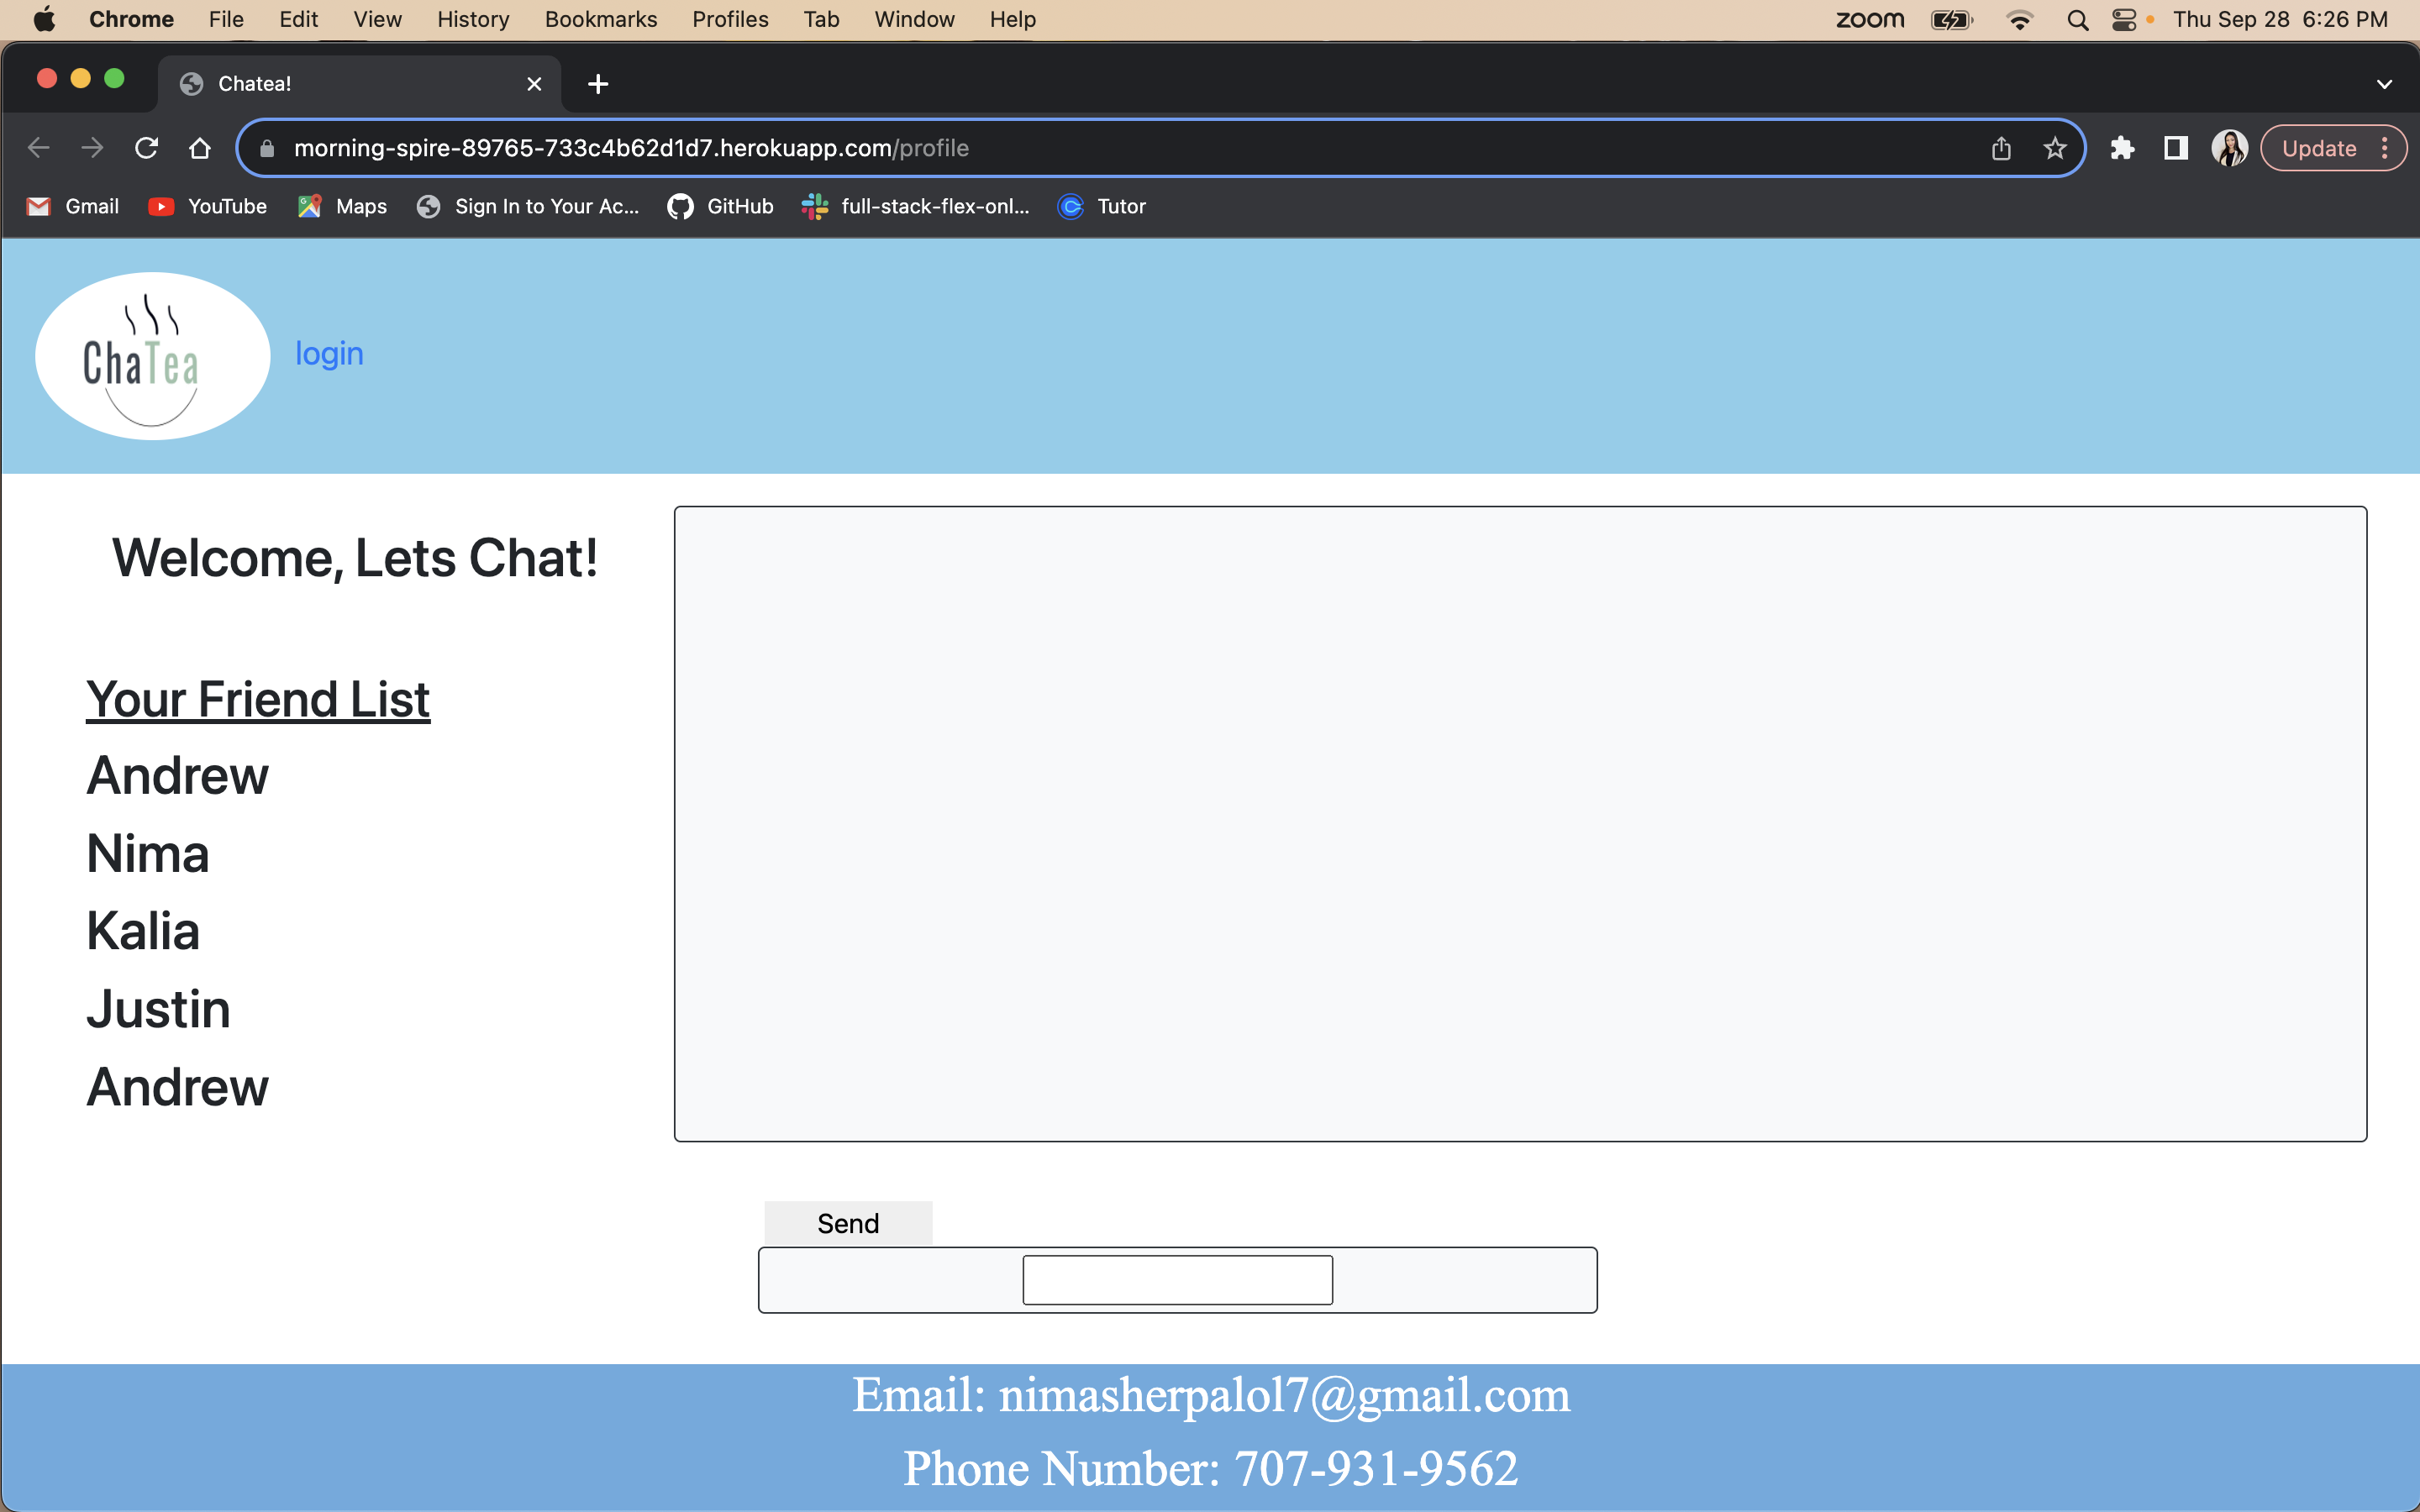 Chrome File Edit View History Bookmarks Profiles Tab Window Help zoom Thu Sep 28 6:26 PM
Chatea!
morning-spire-89765-733c4b62d1d7.herokuapp.com/profile Update
Gmail YouTube Maps Sign In to Your Ac... GitHub full-stack-flex-onl... Tutor
ChaTea login
Welcome, Lets Chat!
Your Friend List
Andrew
Nima
Kalia
Justin
Andrew
Send
Email: nimasherpalol7@gmail.com
Phone Number: 707-931-9562